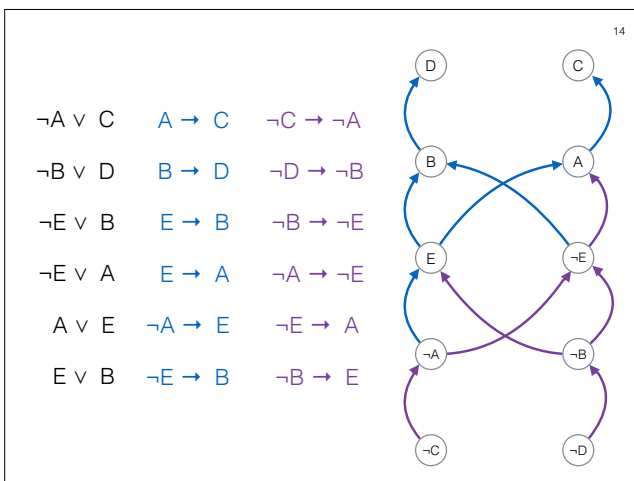 14
¬A ∨ C A → C ¬C → ¬A
¬B ∨ D B → D ¬D → ¬B
¬E ∨ B E → B ¬B → ¬E
¬E ∨ A E → A ¬A → ¬E
A ∨ E ¬A → E ¬E → A
E ∨ B ¬E → B ¬B → E
D C
B A
E ¬E
¬A ¬B
¬C ¬D